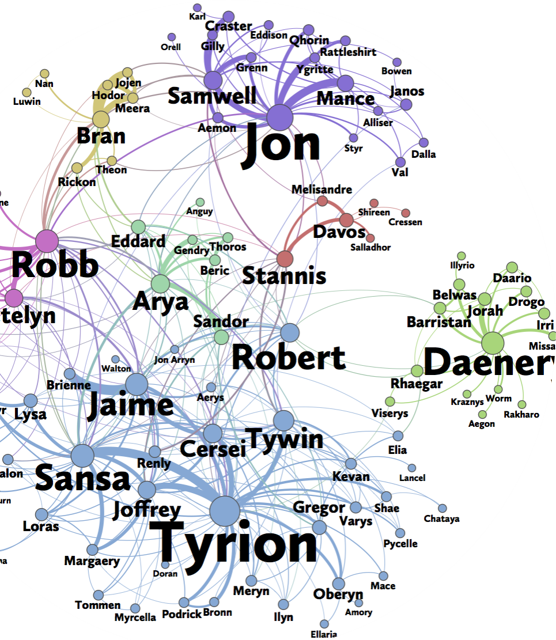 Karl
Craster
Eddison
Qhorin
Orell
Gilly
Rattleshirt
Grenn
Ygritte
Bowen
Nan
Jojen
Samwell
Mance
Janos
Luwin
Hodor
Meera
Alliser
Bran
Aemon
Jon
Styr
Dalla
Theon
Val
Rickon
Melisandre
ne
Anguy
Shireen
Cressen
Davos
Eddard
Gendry
Thoros
Salladhor
Robb
Beric
Stannis
Illyrio
Daario
telyn
Arya
Belwas
Jorah
Drogo
Sandor
Barristan
Irri
Robert
Missa
Walton
Jon Arryn
Daener
Brienne
Rhaegar
Jaime
Aerys
Kraznys
Worm
yr
Lysa
Viserys
Rakharo
Aegon
Cersei
Tywin
Elia
alon
Sansa
Renly
Kevan
Lancel
urn
Joffrey
Gregor
Shae
Loras
Varys
Chataya
Tyrion
Pycelle
na
Margaery
Doran
Meryn
Oberyn
Mace
Tommen
Myrcella
Podrick
Bronn
Ilyn
Amory
Ellaria